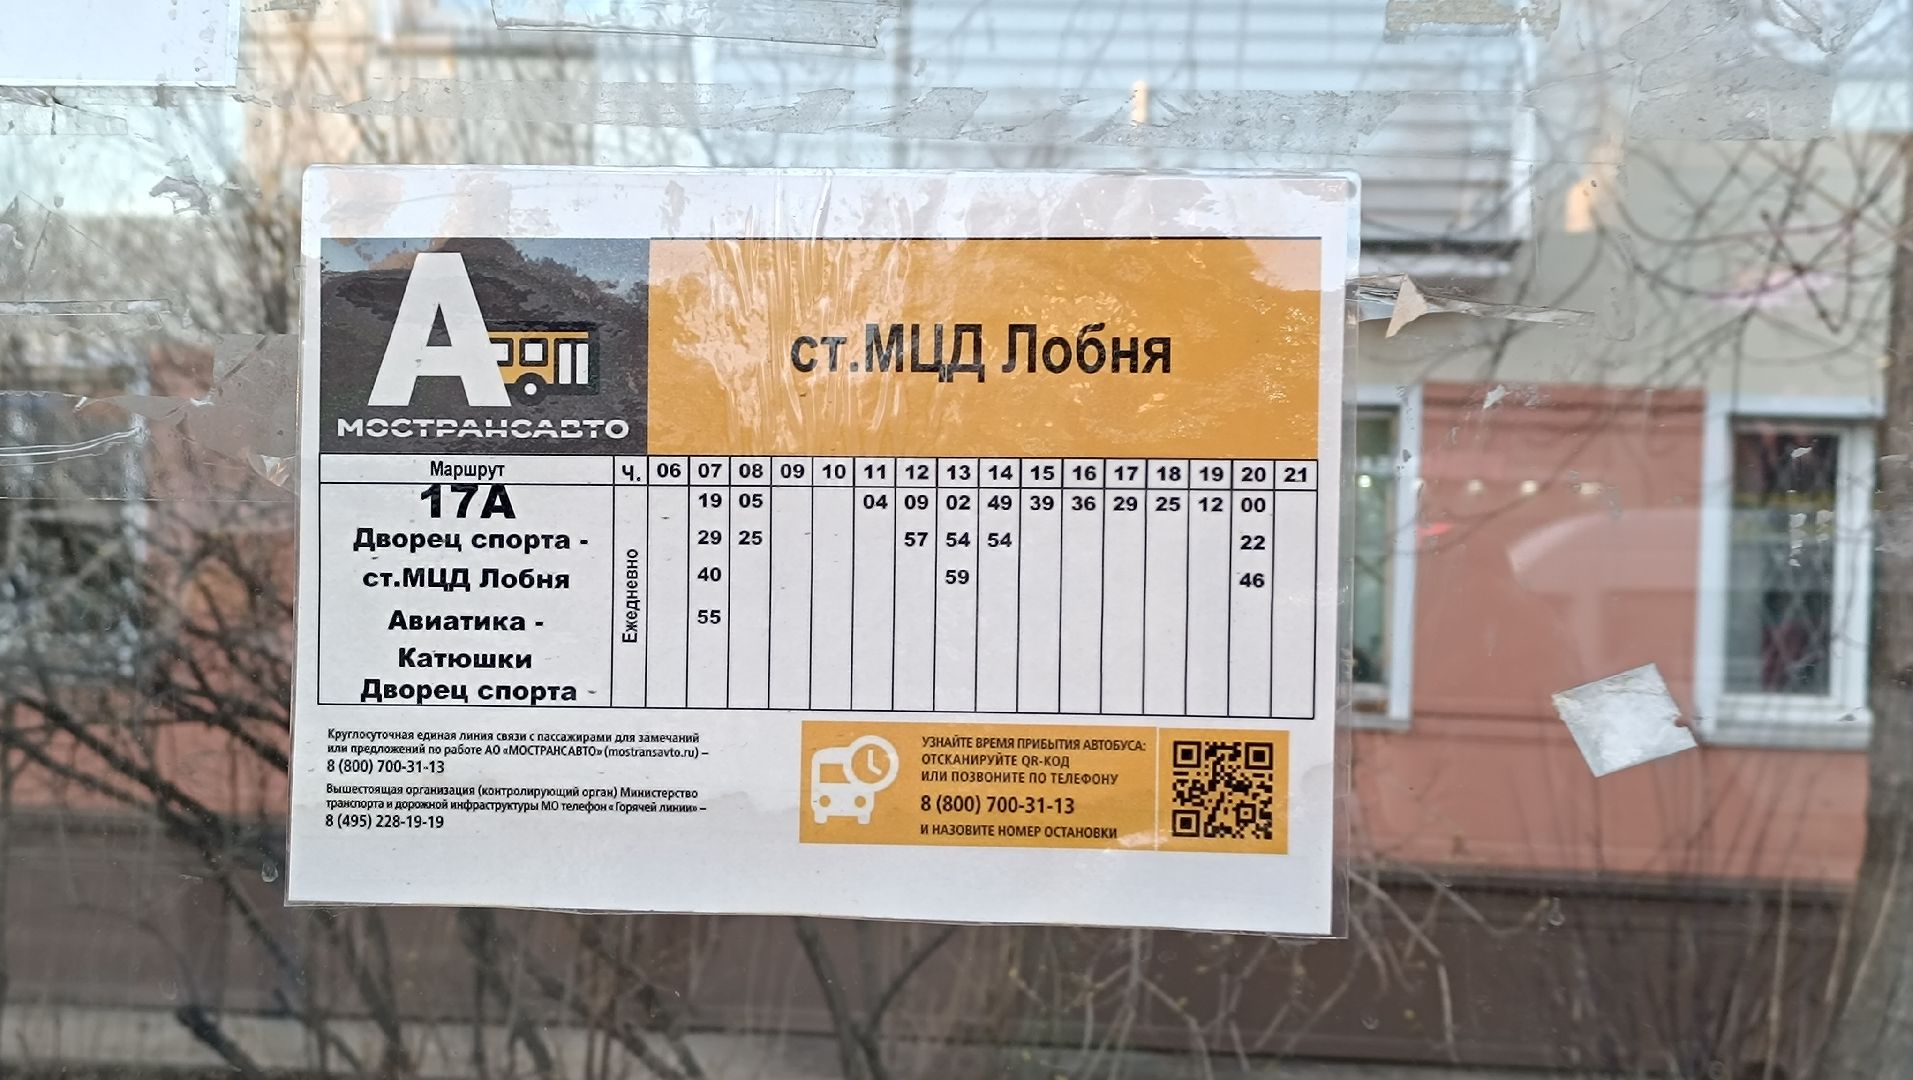 А
МОСТРАНСАВТО
ст.МЦД Лобня
Маршрут Ч. 06 07 08 09 10 11 12 13 14 15 16 17 18 19 20 21
17А 19 05 04 09 02 49 39 36 29 25 12 00
Дворец спорта - 29 25 57 54 54 22
ст.МЦД Лобня 40 59 46
Авиатика - 55
Катюшки
Дворец спорта -
Ежедневно
Круглосуточная единая линия связи с пассажирами для замечаний
или предложений по работе АО «МОСТРАНСАВТО» (mostransavto.ru) –
8 (800) 700-31-13
Вышестоящая организация (контролирующий орган) Министерство
транспорта и дорожной инфраструктуры МО телефон «Горячей линии» –
8 (495) 228-19-19
УЗНАЙТЕ ВРЕМЯ ПРИБЫТИЯ АВТОБУСА:
ОТСКАНИРУЙТЕ QR-КОД
ИЛИ ПОЗВОНИТЕ ПО ТЕЛЕФОНУ
8 (800) 700-31-13
И НАЗОВИТЕ НОМЕР ОСТАНОВКИ